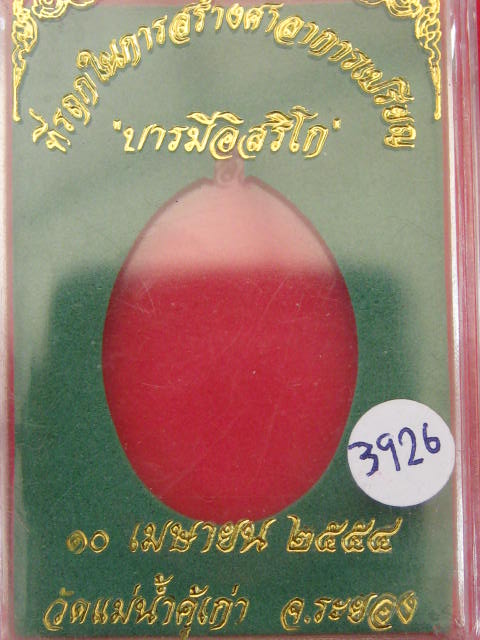 ที่ระลึกในการสร้างศาลาการเปรียญ
"บารมีอิสริโก"
3926
๑๐ เมษายน ๒๕๕๔
วัดแม่น้ำคู้เก่า จ.ระยอง